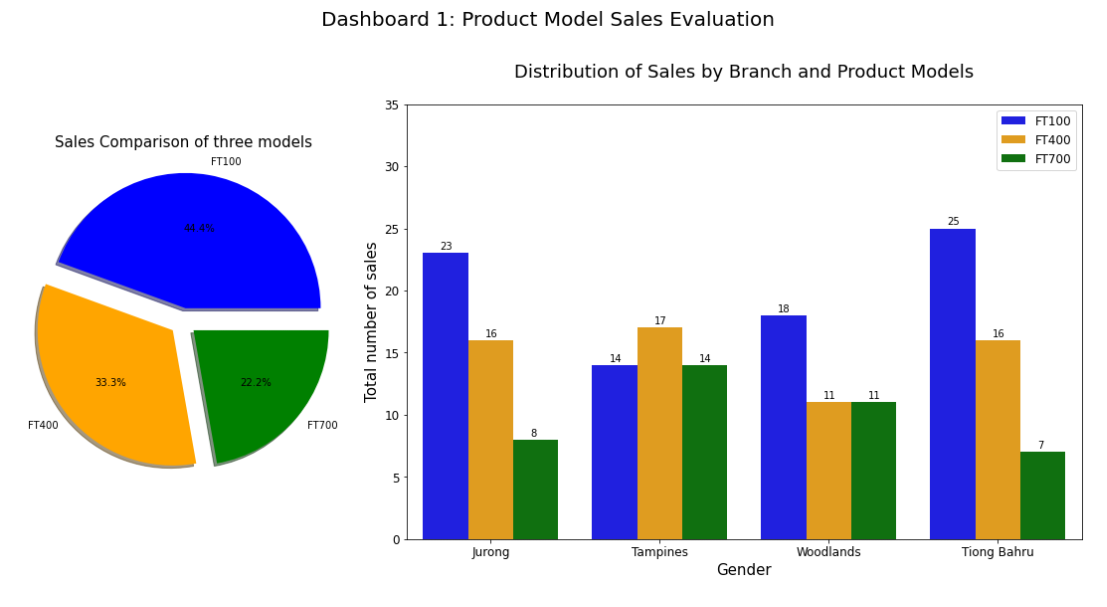 Dashboard 1: Product Model Sales Evaluation
Sales Comparison of three models
FT100
44.4%
33.3%
22.2%
FT400
FT700
Distribution of Sales by Branch and Product Models
FT100
FT400
FT700
Total number of sales
35
30
25
20
15
10
5
0
23
16
8
14
17
14
18
11
11
25
16
7
Jurong
Tampines
Woodlands
Tiong Bahru
Gender